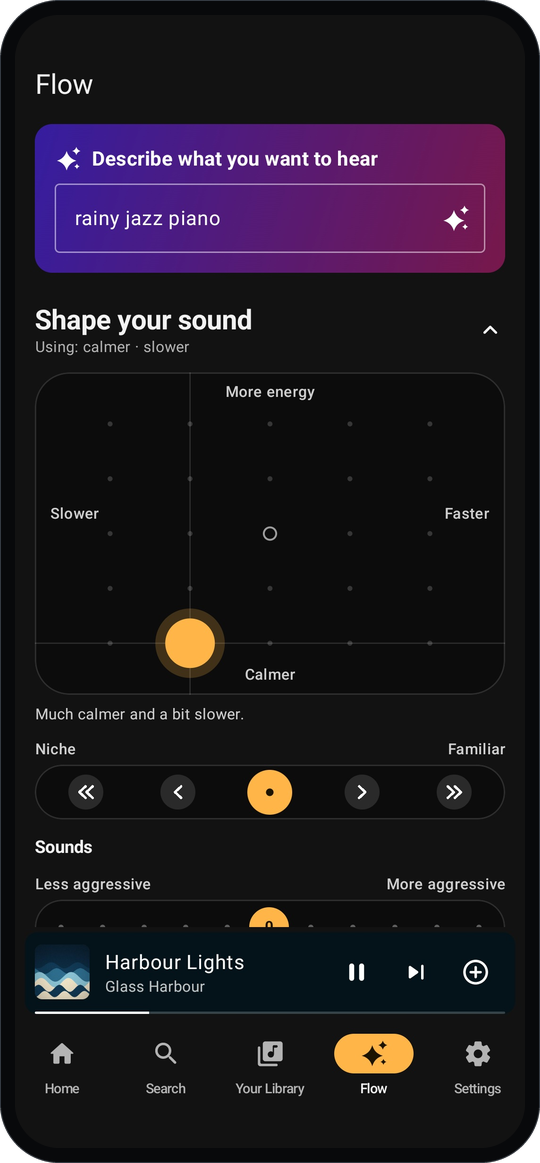 Flow
Describe what you want to hear
rainy jazz piano
Shape your sound
Using: calmer · slower
More energy
Slower
Faster
Calmer
Much calmer and a bit slower.
Niche
Familiar
Sounds
Less aggressive
More aggressive
0
Harbour Lights
Glass Harbour
Home
Search
Your Library
Flow
Settings